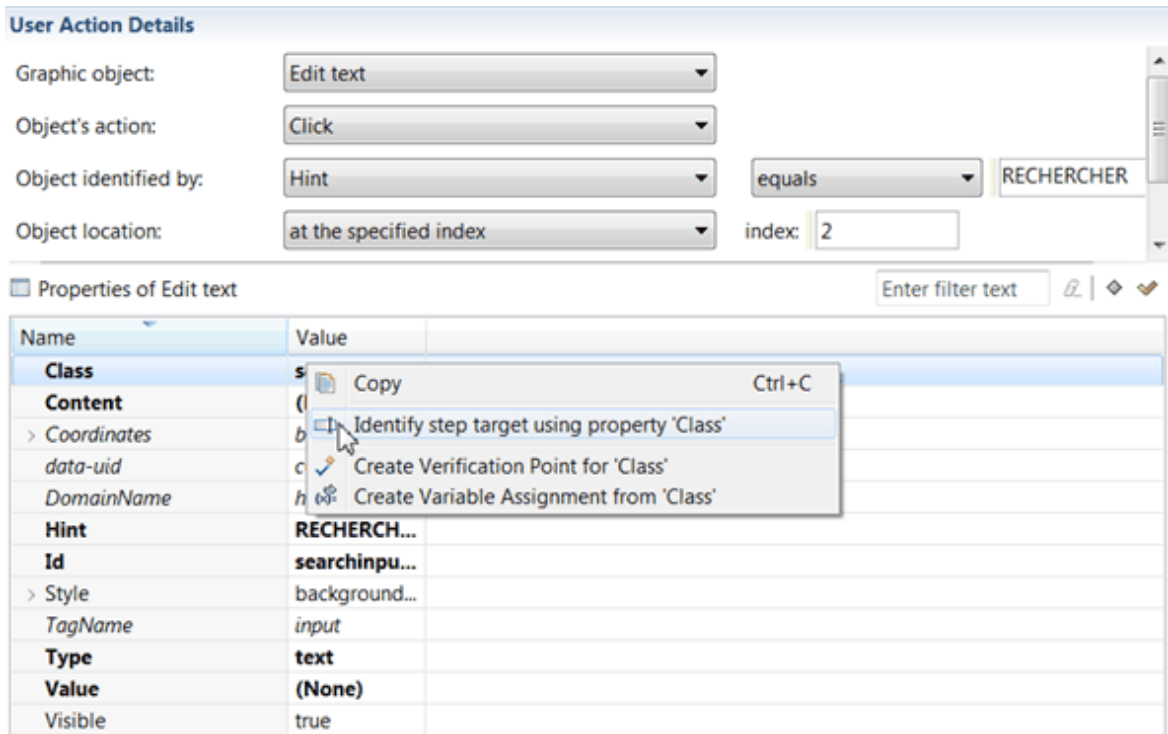 User Action Details
Graphic object: Edit text
Object's action: Click
Object identified by: Hint equals RECHERCHER
Object location: at the specified index index: 2
Properties of Edit text Enter filter text
Name Value
Class s
Copy Ctrl+C
Content (
Identify step target using property 'Class'
> Coordinates b
data-uid c
Create Verification Point for 'Class'
DomainName h
Create Variable Assignment from 'Class'
Hint RECHERCH...
Id searchinpu...
> Style background...
TagName input
Type text
Value (None)
Visible true